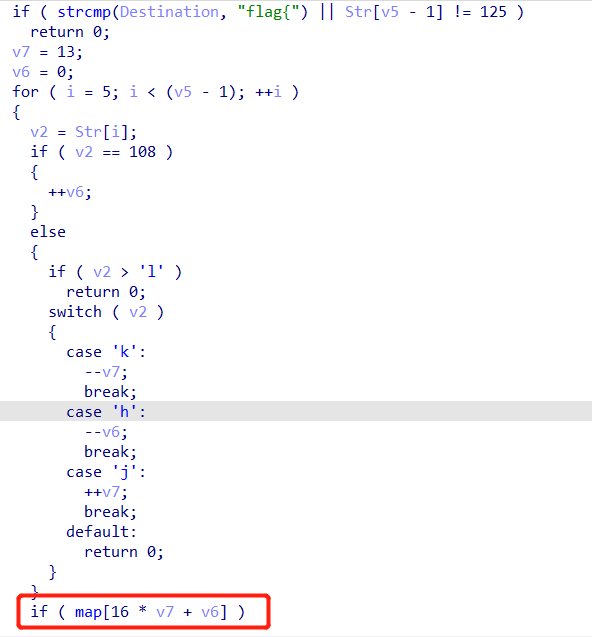 if ( strcmp(Destination, "flag{") || Str[v5 - 1] != 125 )
return 0;
v7 = 13;
v6 = 0;
for ( i = 5; i < (v5 - 1); ++i )
{
v2 = Str[i];
if ( v2 == 108 )
{
++v6;
}
else
{
if ( v2 > 'l' )
return 0;
switch ( v2 )
{
case 'k':
--v7;
break;
case 'h':
--v6;
break;
case 'j':
++v7;
break;
default:
return 0;
}
}
if ( map[16 * v7 + v6] )